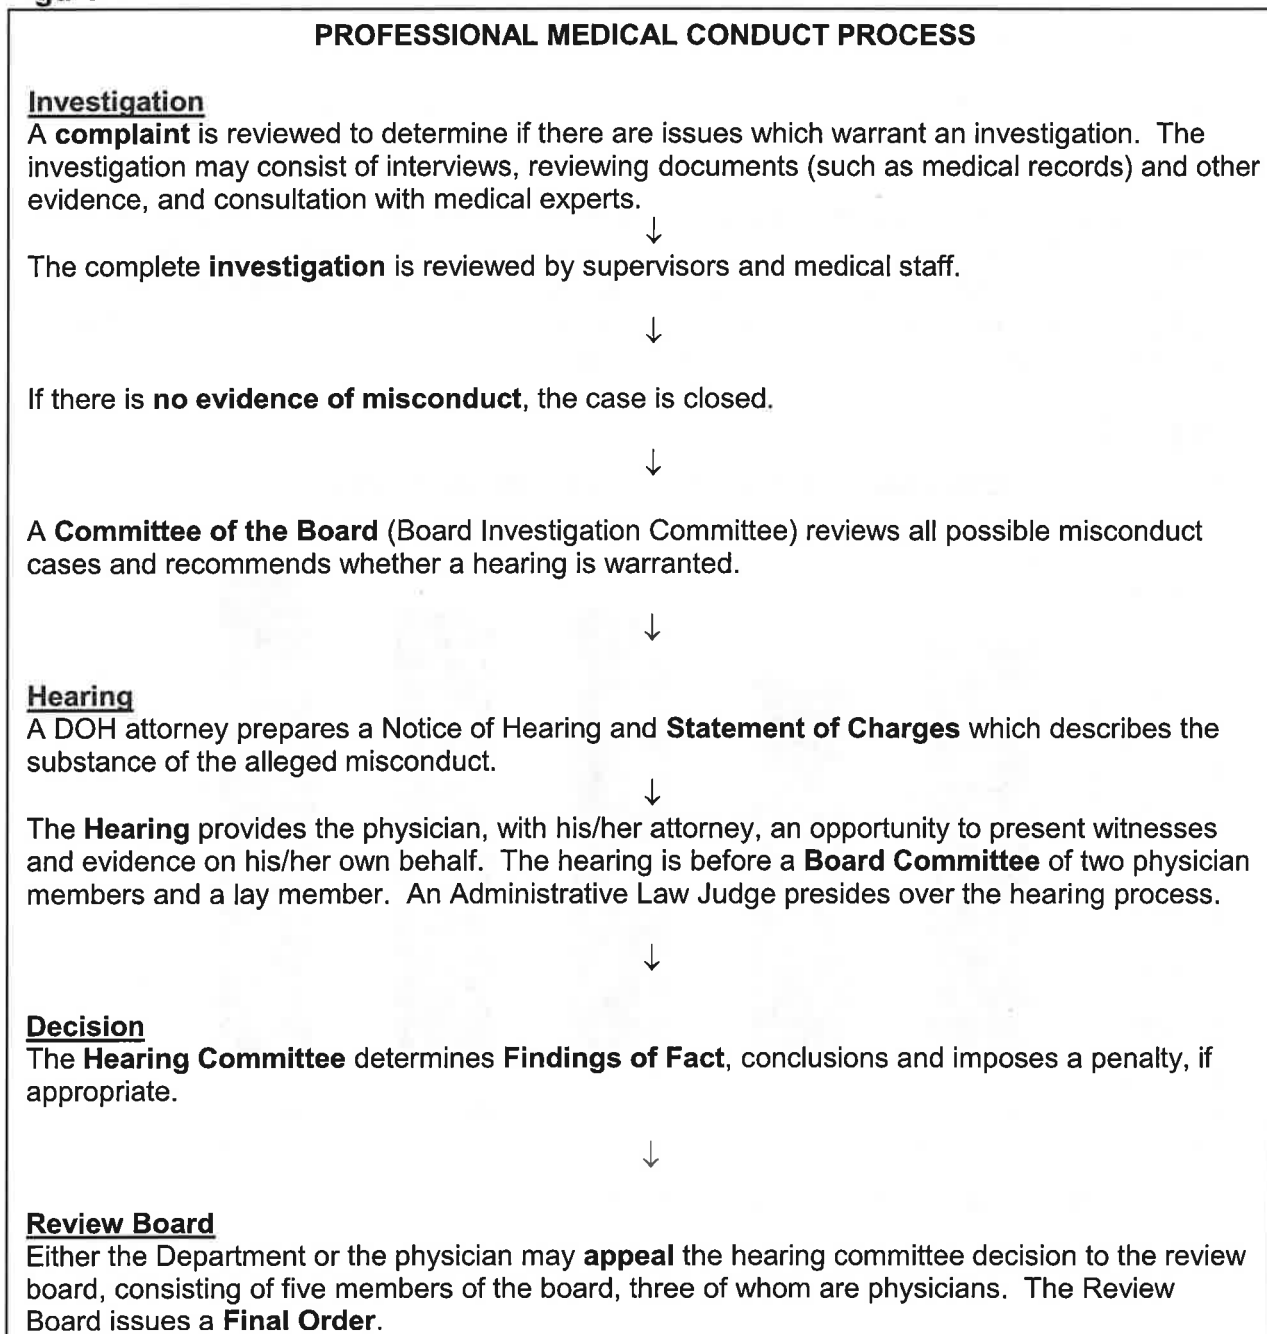 PROFESSIONAL MEDICAL CONDUCT PROCESS
Investigation
A complaint is reviewed to determine if there are issues which warrant an investigation. The
investigation may consist of interviews, reviewing documents (such as medical records) and other
evidence, and consultation with medical experts.
↓
The complete investigation is reviewed by supervisors and medical staff.
↓
If there is no evidence of misconduct, the case is closed.
↓
A Committee of the Board (Board Investigation Committee) reviews all possible misconduct
cases and recommends whether a hearing is warranted.
↓
Hearing
A DOH attorney prepares a Notice of Hearing and Statement of Charges which describes the
substance of the alleged misconduct.
↓
The Hearing provides the physician, with his/her attorney, an opportunity to present witnesses
and evidence on his/her own behalf. The hearing is before a Board Committee of two physician
members and a lay member. An Administrative Law Judge presides over the hearing process.
↓
Decision
The Hearing Committee determines Findings of Fact, conclusions and imposes a penalty, if
appropriate.
↓
Review Board
Either the Department or the physician may appeal the hearing committee decision to the review
board, consisting of five members of the board, three of whom are physicians. The Review
Board issues a Final Order.